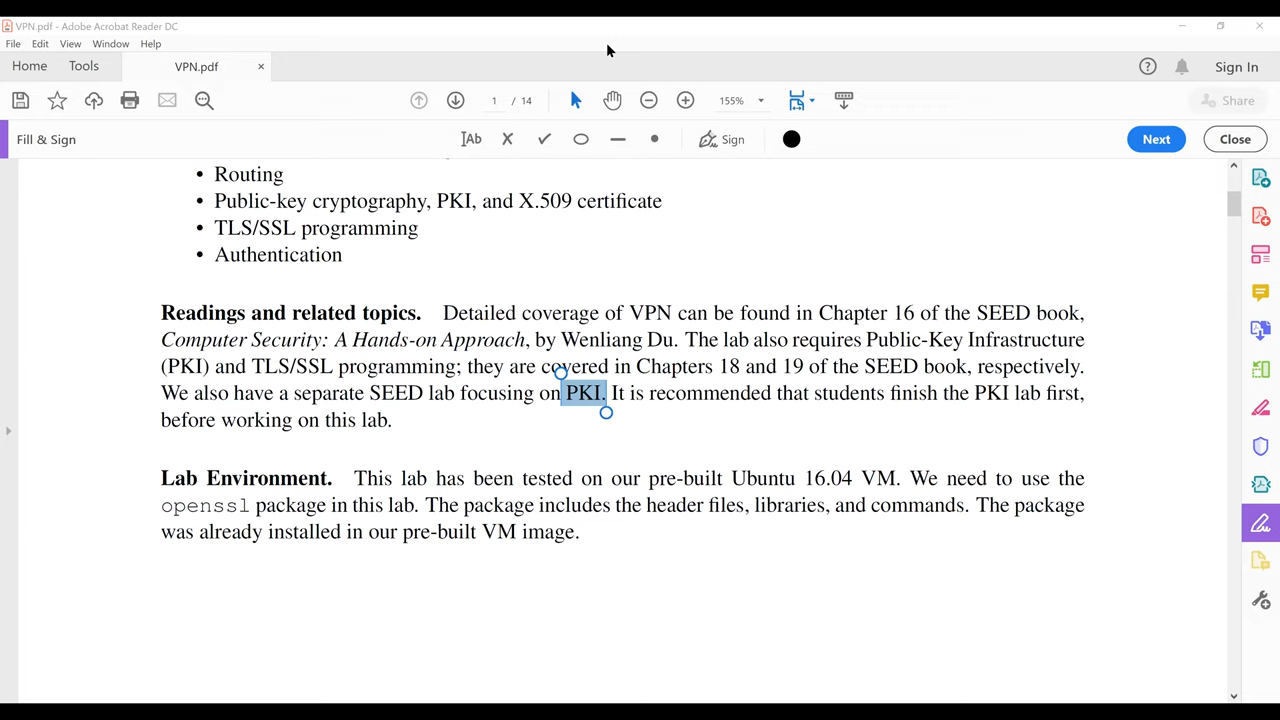 VPN.pdf - Adobe Acrobat Reader DC
File Edit View Window Help
Home Tools VPN.pdf × Sign In
1 / 14 155% Share
Fill & Sign Ab Sign Next Close
• Routing
• Public-key cryptography, PKI, and X.509 certificate
• TLS/SSL programming
• Authentication
Readings and related topics. Detailed coverage of VPN can be found in Chapter 16 of the SEED book,
Computer Security: A Hands-on Approach, by Wenliang Du. The lab also requires Public-Key Infrastructure
(PKI) and TLS/SSL programming; they are covered in Chapters 18 and 19 of the SEED book, respectively.
We also have a separate SEED lab focusing on PKI. It is recommended that students finish the PKI lab first,
before working on this lab.
Lab Environment. This lab has been tested on our pre-built Ubuntu 16.04 VM. We need to use the
openssl package in this lab. The package includes the header files, libraries, and commands. The package
was already installed in our pre-built VM image.